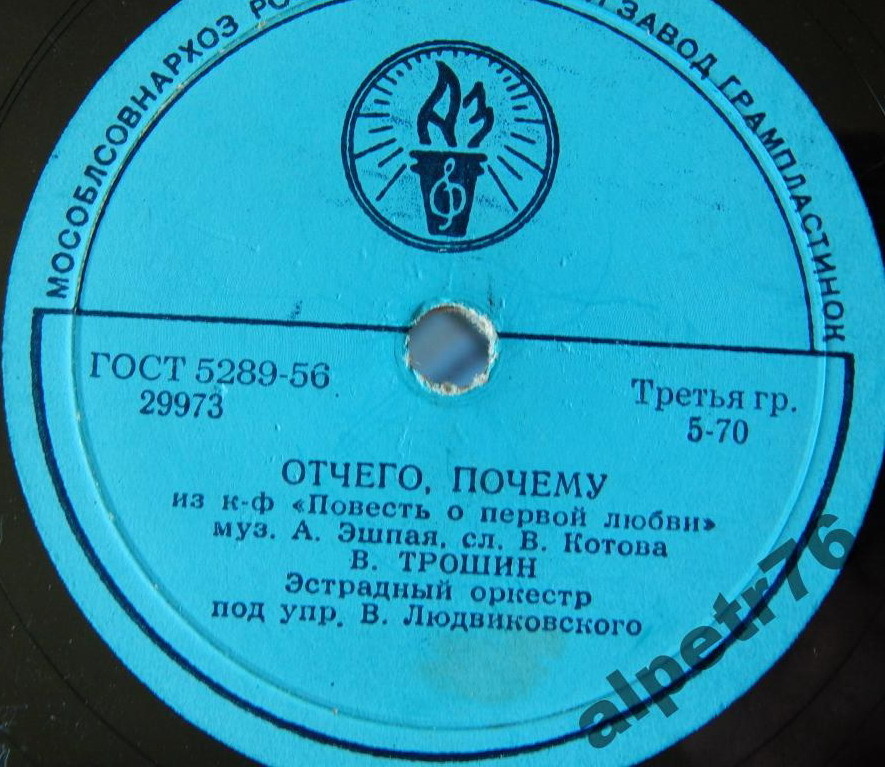 МОСОБЛСОВНАРХОЗ
ЗАВОД ГРАМПЛАСТИНОК
АЗ
ГОСТ 5289-56
29973
Третья гр.
5-70
ОТЧЕГО, ПОЧЕМУ
из к-ф «Повесть о первой любви»
муз. А. Эшпая, сл. В. Котова
В. ТРОШИН
Эстрадный оркестр
под упр. В. Людвиковского
alpetr76